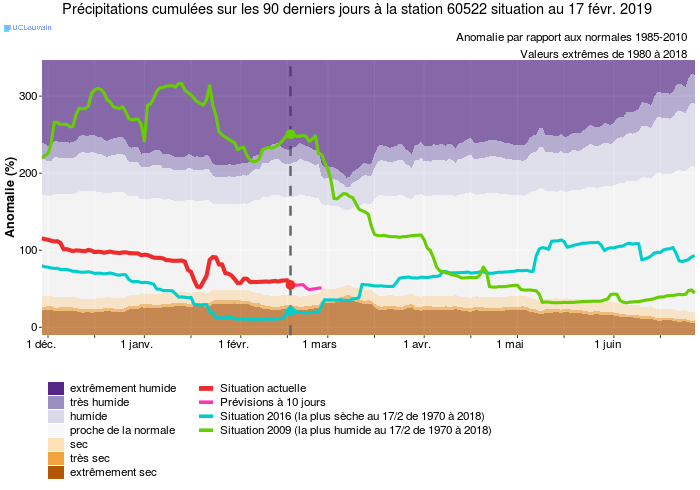 Précipitations cumulées sur les 90 derniers jours à la station 60522 situation au 17 févr. 2019
UCLouvain
Anomalie par rapport aux normales 1985-2010
Valeurs extrêmes de 1980 à 2018
Anomalie (%)
300
200
100
0
1 déc. 1 janv. 1 févr. 1 mars 1 avr. 1 mai 1 juin
extrêmement humide
très humide
humide
proche de la normale
sec
très sec
extrêmement sec
Situation actuelle
Prévisions à 10 jours
Situation 2016 (la plus sèche au 17/2 de 1970 à 2018)
Situation 2009 (la plus humide au 17/2 de 1970 à 2018)